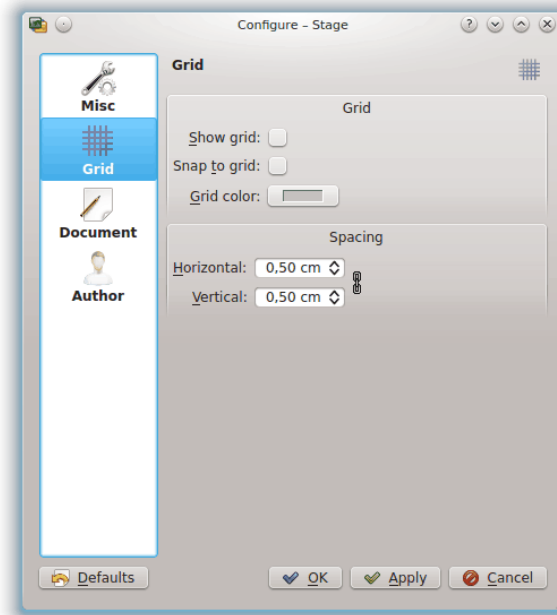 Configure – Stage
Misc
Grid
Document
Author
Grid
Grid
Show grid:
Snap to grid:
Grid color:
Spacing
Horizontal: 0,50 cm
Vertical: 0,50 cm
Defaults
OK
Apply
Cancel